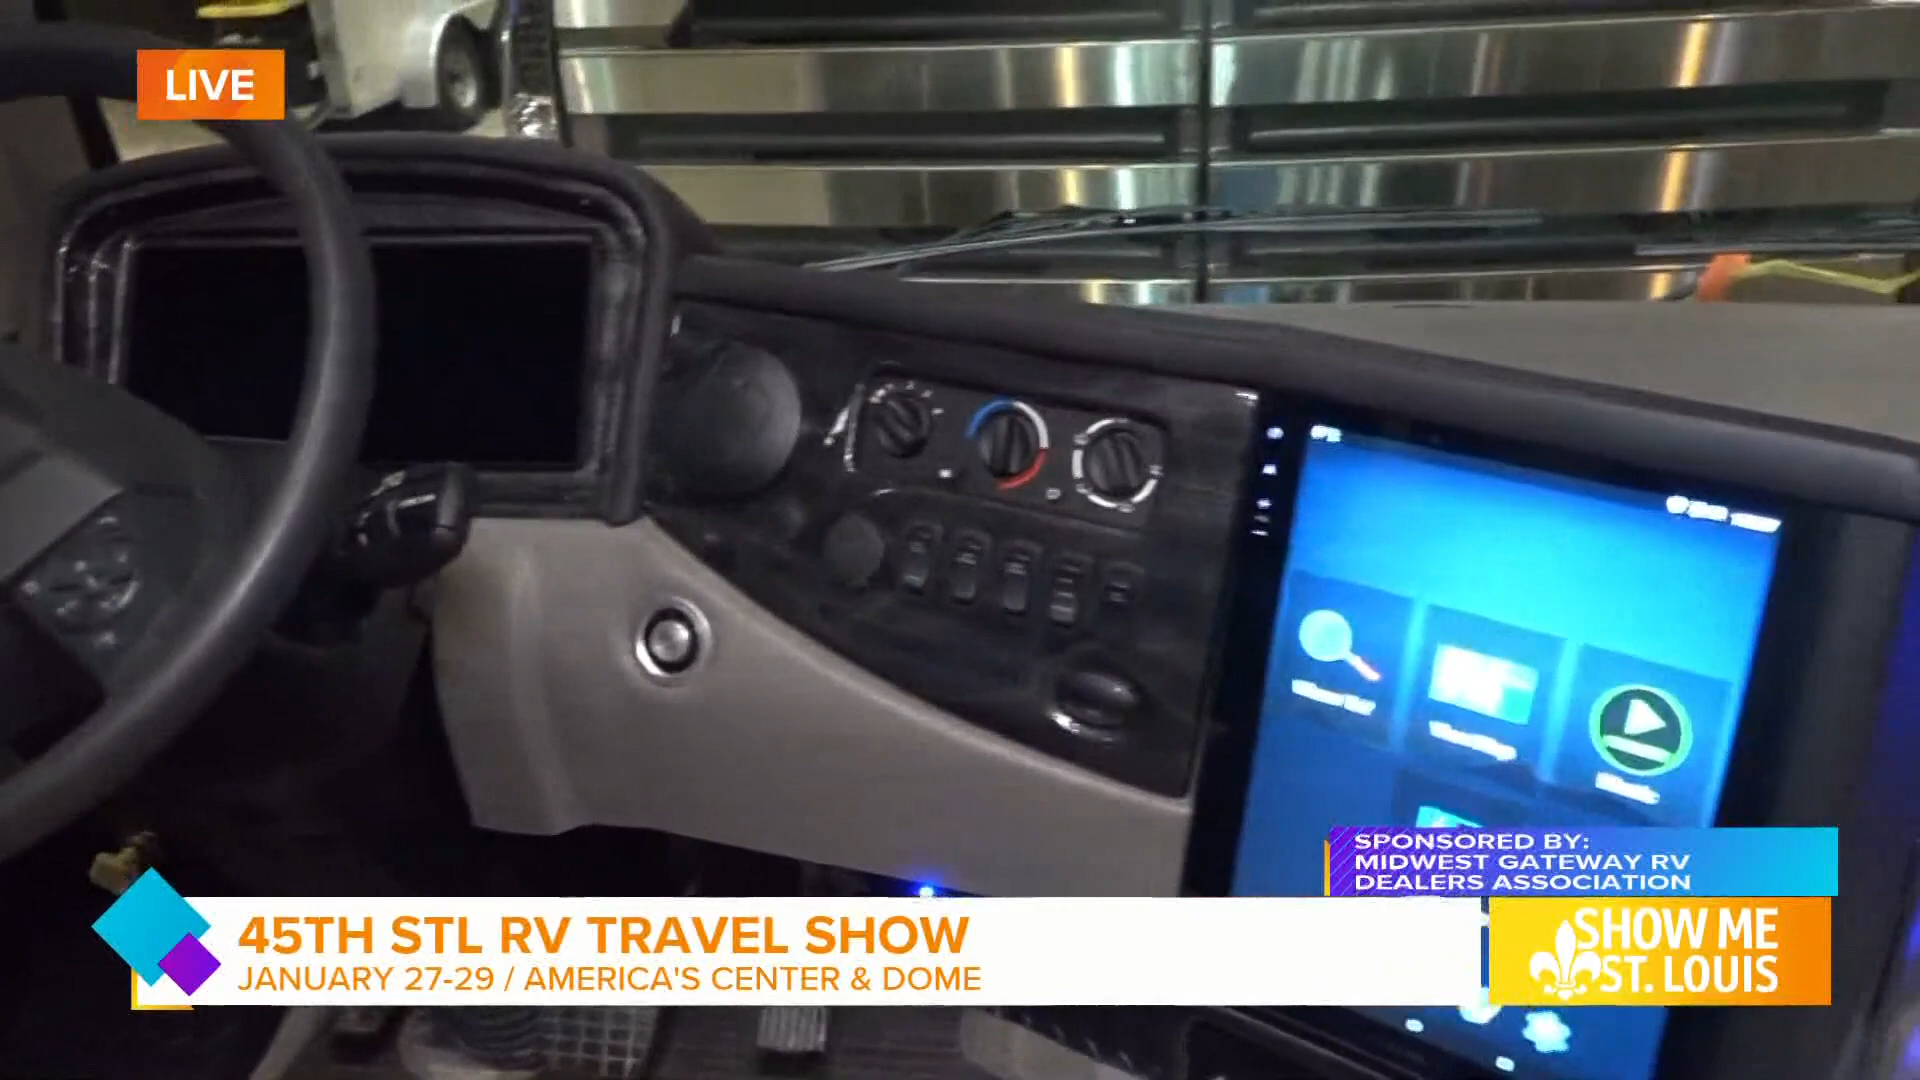 LIVE
SPONSORED BY:
MIDWEST GATEWAY RV
DEALERS ASSOCIATION
45TH STL RV TRAVEL SHOW
JANUARY 27-29 / AMERICA'S CENTER & DOME
SHOW ME
ST. LOUIS